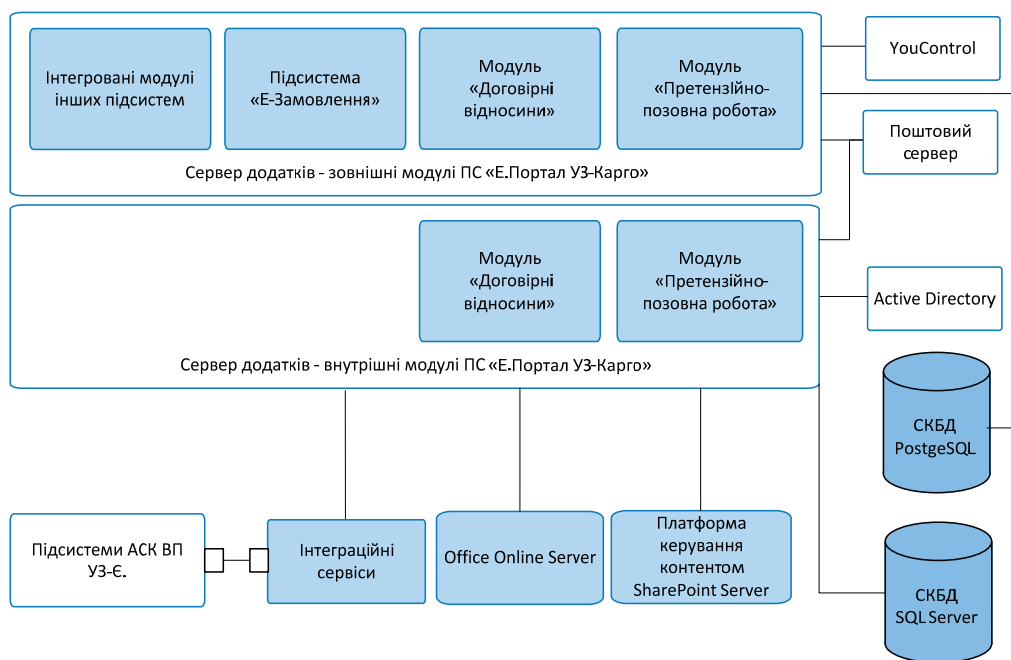 Інтегровані модулі
інших підсистем
Підсистема
«Е-Замовлення»
Модуль
«Договірні
відносини»
Модуль
«Претензійно-
позовна робота»
Сервер додатків - зовнішні модулі ПС «Е.Портал УЗ-Карго»
YouControl
Поштовий
сервер
Модуль
«Договірні
відносини»
Модуль
«Претензійно-
позовна робота»
Сервер додатків - внутрішні модулі ПС «Е.Портал УЗ-Карго»
Active Directory
СКБД
PostgeSQL
Підсистеми АСК ВП
УЗ-Є.
Інтеграційні
сервіси
Office Online Server
Платформа
керування
контентом
SharePoint Server
СКБД
SQL Server